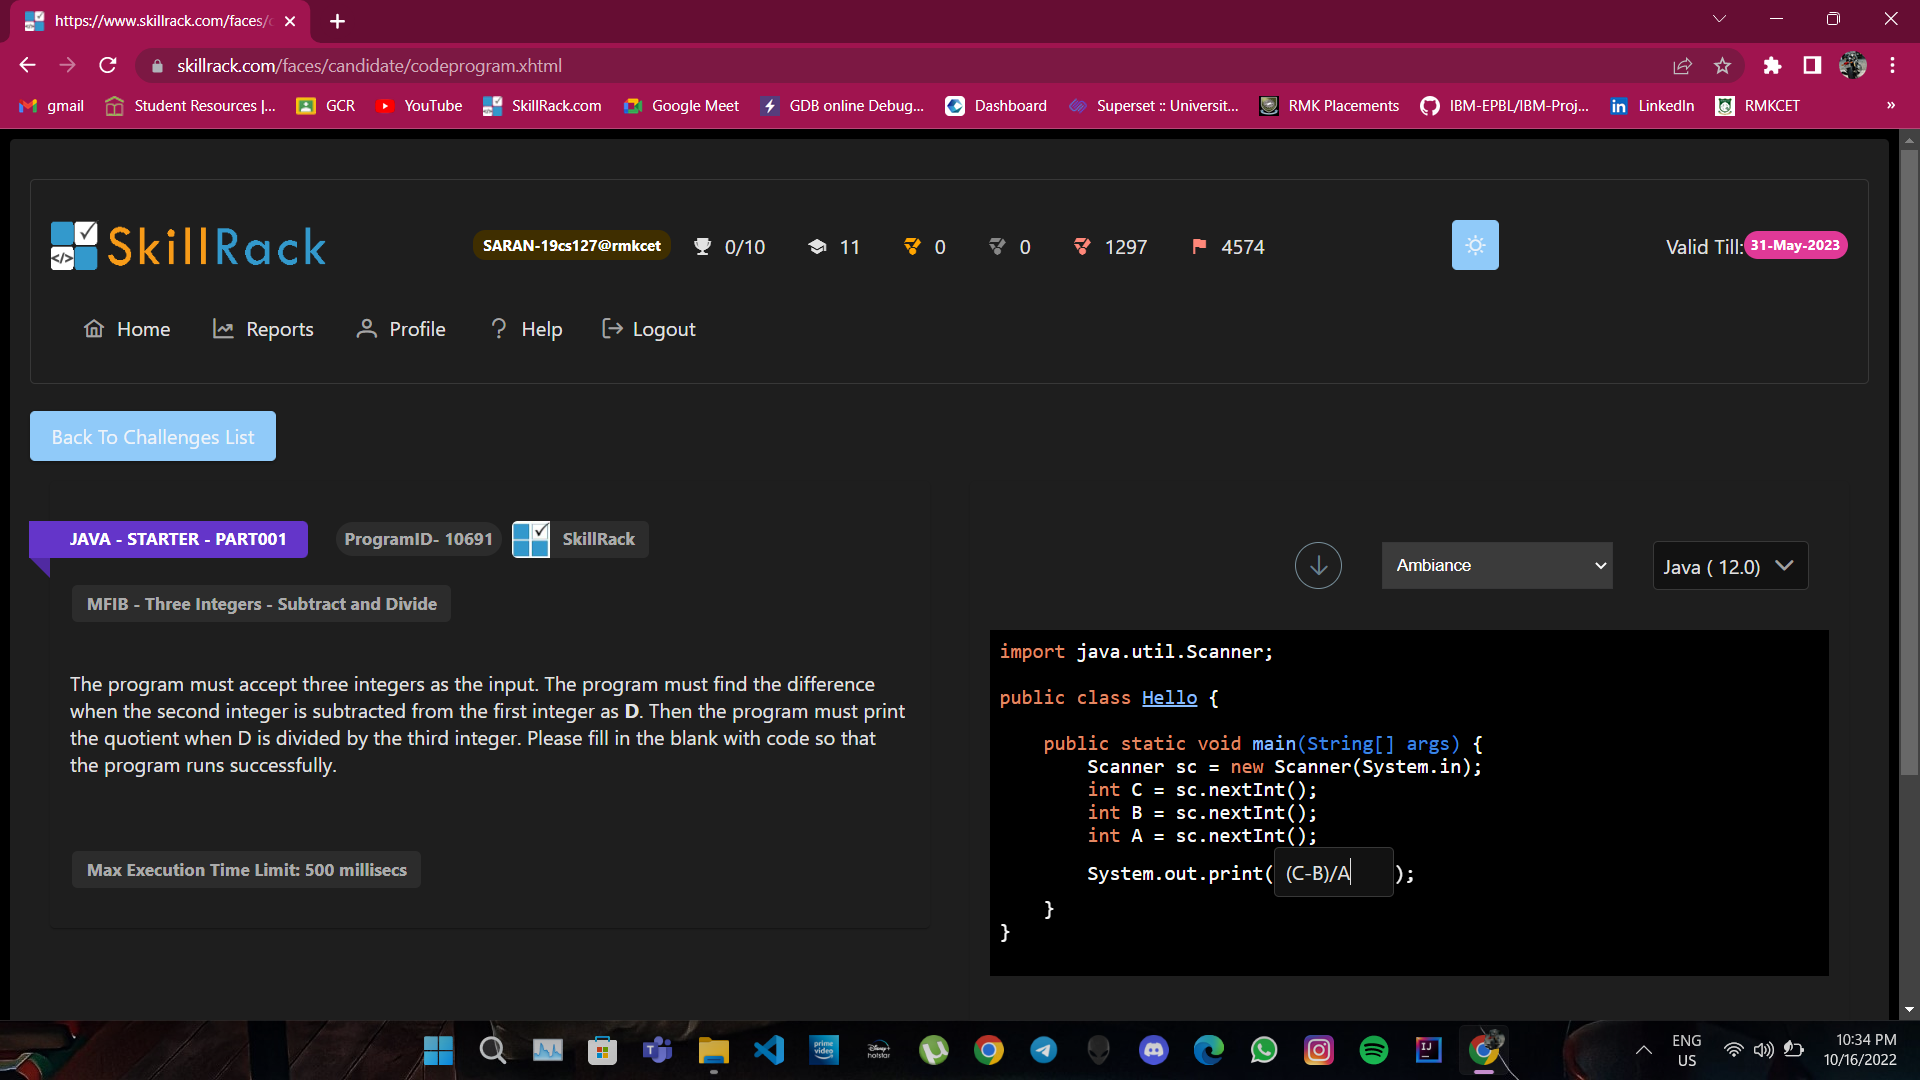 https://www.skillrack.com/faces/c
skillrack.com/faces/candidate/codeprogram.xhtml
gmail Student Resources |... GCR YouTube SkillRack.com Google Meet GDB online Debug... Dashboard Superset :: Universit... RMK Placements IBM-EPBL/IBM-Proj... LinkedIn RMKCET »
SkillRack SARAN-19cs127@rmkcet 0/10 11 0 0 1297 4574 Valid Till: 31-May-2023
Home Reports Profile Help Logout
Back To Challenges List
JAVA - STARTER - PART001 ProgramID- 10691 SkillRack
MFIB - Three Integers - Subtract and Divide
The program must accept three integers as the input. The program must find the difference
when the second integer is subtracted from the first integer as D. Then the program must print
the quotient when D is divided by the third integer. Please fill in the blank with code so that
the program runs successfully.
Max Execution Time Limit: 500 millisecs
Ambiance Java ( 12.0)
import java.util.Scanner;
public class Hello {
public static void main(String[] args) {
Scanner sc = new Scanner(System.in);
int C = sc.nextInt();
int B = sc.nextInt();
int A = sc.nextInt();
System.out.print( (C-B)/A );
}
}
prime video
Disney+ hotstar
IJ
ENG
US
10:34 PM
10/16/2022